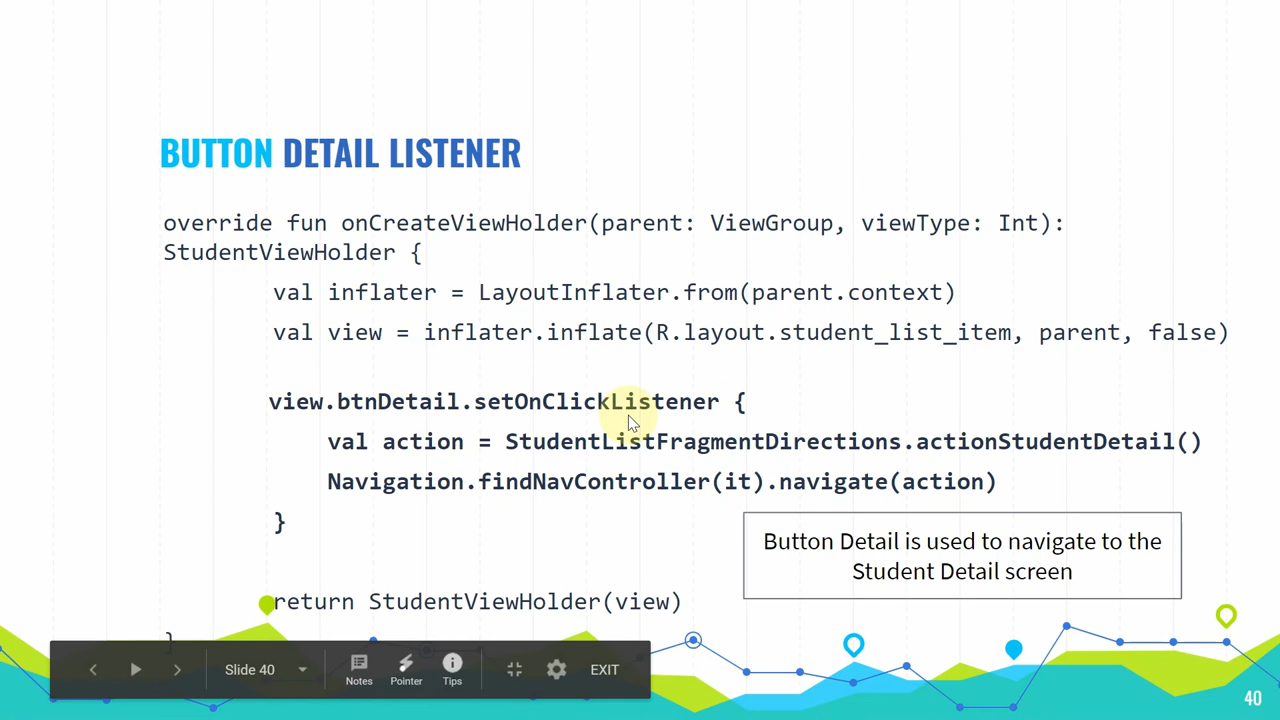 BUTTON DETAIL LISTENER
override fun onCreateViewHolder(parent: ViewGroup, viewType: Int):
StudentViewHolder {
val inflater = LayoutInflater.from(parent.context)
val view = inflater.inflate(R.layout.student_list_item, parent, false)
view.btnDetail.setOnClickListener {
val action = StudentListFragmentDirections.actionStudentDetail()
Navigation.findNavController(it).navigate(action)
}
Button Detail is used to navigate to the
Student Detail screen
return StudentViewHolder(view)
}
Slide 40
Notes
Pointer
Tips
EXIT
40